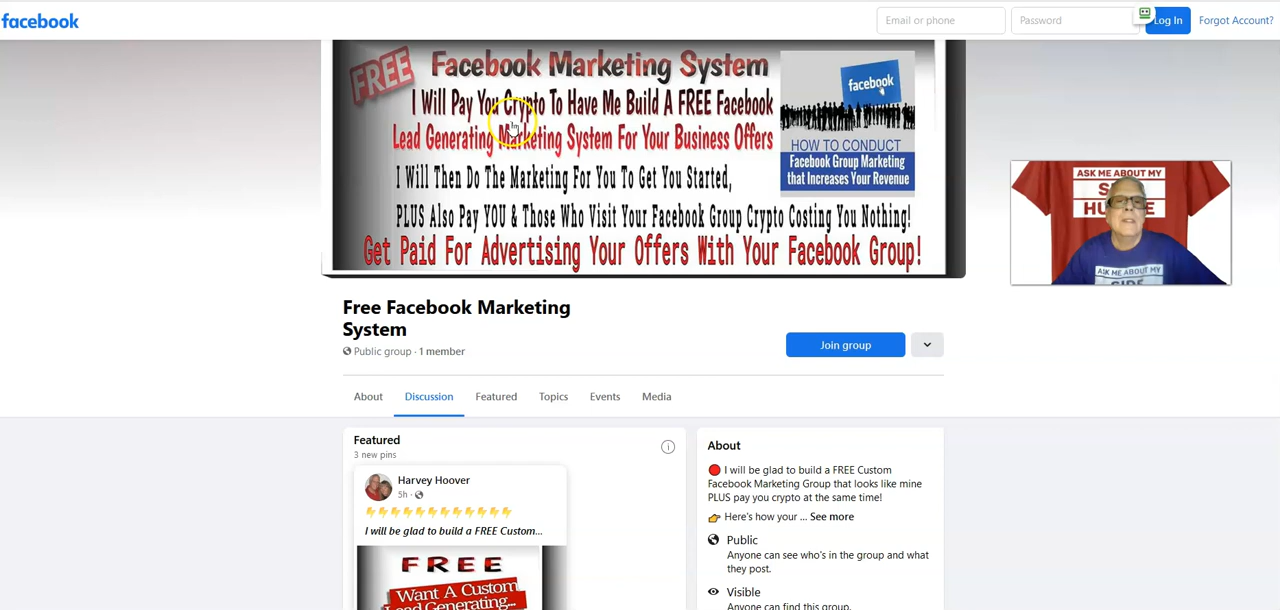 facebook
Email or phone
Password
Log In
Forgot Account?
FREE
Facebook Marketing System
I Will Pay You Crypto To Have Me Build A FREE Facebook
Lead Generating Marketing System For Your Business Offers
I Will Then Do The Marketing For You To Get You Started,
PLUS Also Pay YOU & Those Who Visit Your Facebook Group Crypto Costing You Nothing!
Get Paid For Advertising Your Offers With Your Facebook Group!
facebook
HOW TO CONDUCT
Facebook Group Marketing
that Increases Your Revenue
ASK ME ABOUT MY
ASK ME ABOUT MY
SIDE
Free Facebook Marketing
System
Public group · 1 member
Join group
About
Discussion
Featured
Topics
Events
Media
Featured
3 new pins
Harvey Hoover
5h ·
I will be glad to build a FREE Custom...
FREE
Want A Custom
Lead Generating...
About
I will be glad to build a FREE Custom
Facebook Marketing Group that looks like mine
PLUS pay you crypto at the same time!
Here's how your ... See more
Public
Anyone can see who's in the group and what
they post.
Visible
Anyone can find this group.